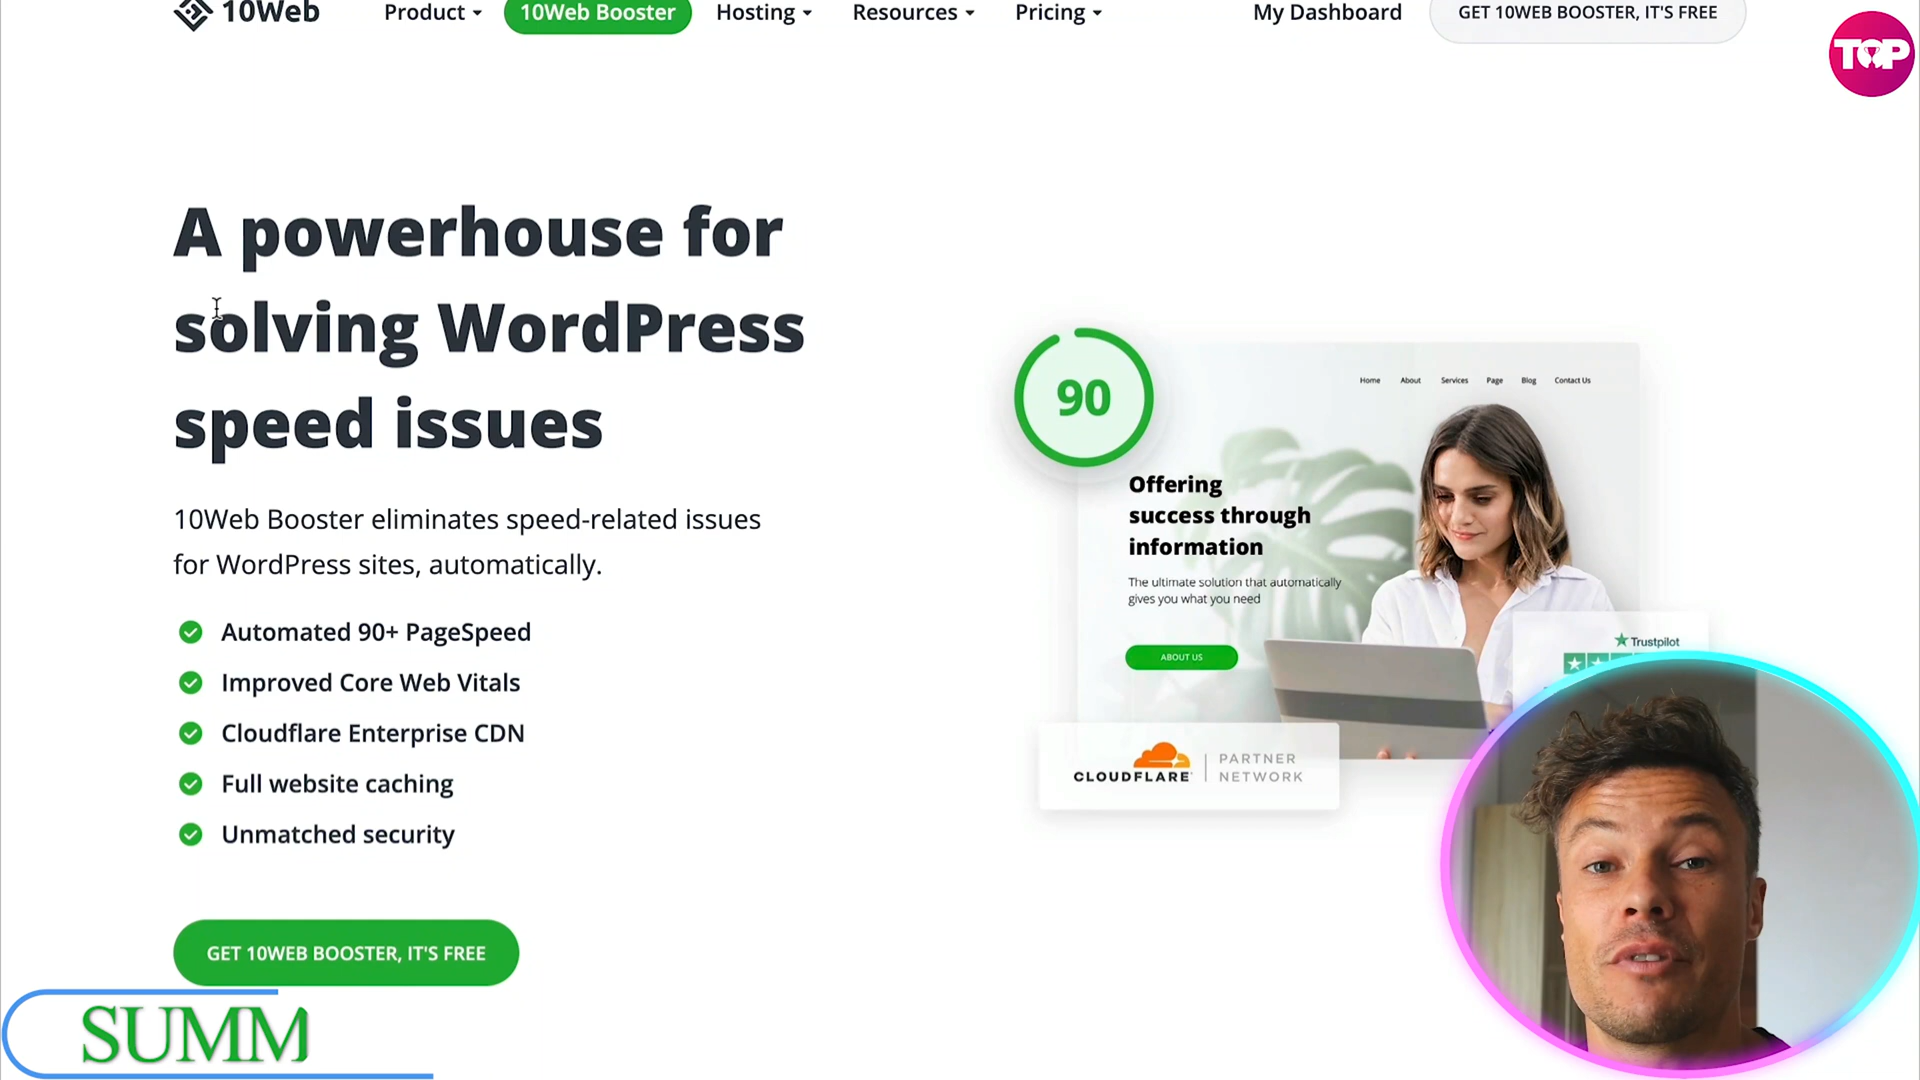 10Web
Product
10Web Booster
Hosting
Resources
Pricing
My Dashboard
GET 10WEB BOOSTER, IT'S FREE
TOP
A powerhouse for
solving WordPress
speed issues
10Web Booster eliminates speed-related issues
for WordPress sites, automatically.
Automated 90+ PageSpeed
Improved Core Web Vitals
Cloudflare Enterprise CDN
Full website caching
Unmatched security
GET 10WEB BOOSTER, IT'S FREE
90
Home About Services Page Blog Contact Us
Offering
success through
information
The ultimate solution that automatically
gives you what you need
ABOUT US
Trustpilot
CLOUDFLARE
PARTNER
NETWORK
SUMM